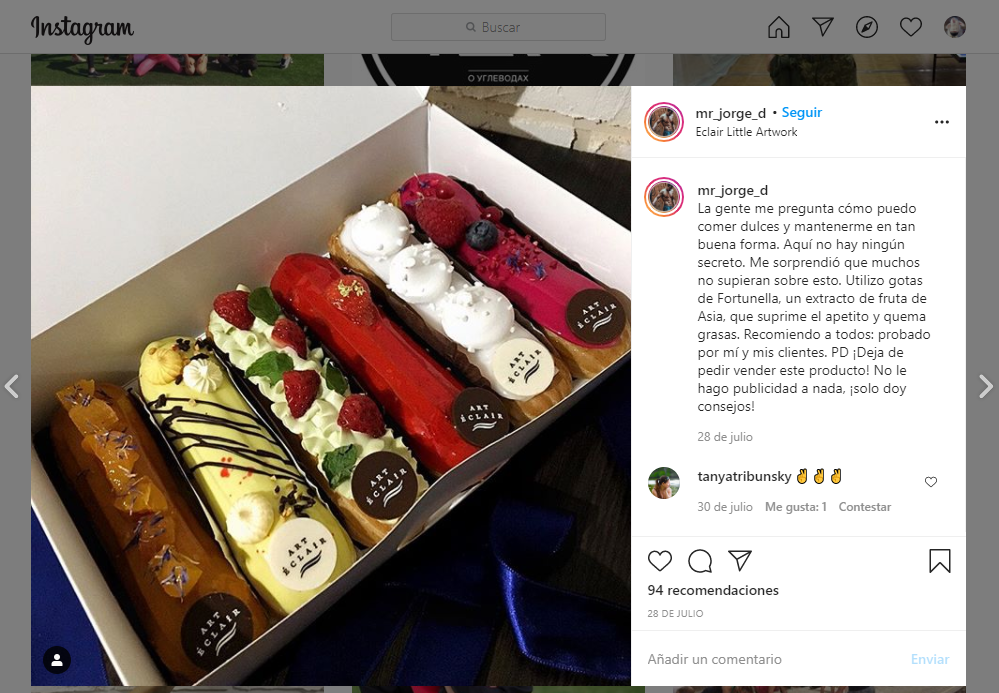 Instagram
Buscar
О УГЛЕВОДАХ
mr_jorge_d • Seguir
Eclair Little Artwork
mr_jorge_d
La gente me pregunta cómo puedo
comer dulces y mantenerme en tan
buena forma. Aquí no hay ningún
secreto. Me sorprendió que muchos
no supieran sobre esto. Utilizo gotas
de Fortunella, un extracto de fruta de
Asia, que suprime el apetito y quema
grasas. Recomiendo a todos: probado
por mí y mis clientes. PD ¡Deja de
pedir vender este producto! No le
hago publicidad a nada, ¡solo doy
consejos!
28 de julio
tanyatribunsky ✌✌✌
30 de julio Me gusta: 1 Contestar
94 recomendaciones
28 DE JULIO
Añadir un comentario Enviar
ART
ÉCLAIR
ART
ÉCLAIR
ART
ÉCLAIR
ART
ÉCLAIR
ART
ÉCLAIR
ART
ÉCLAIR